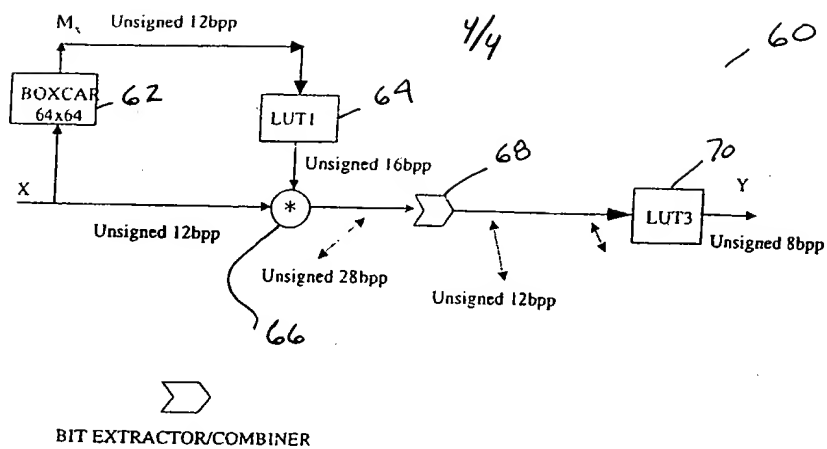 Mx Unsigned 12bpp
4/4
60
BOXCAR
64x64
62
LUT1
64
Unsigned 16bpp
68
70
X
*
LUT3
Y
Unsigned 12bpp
Unsigned 8bpp
Unsigned 28bpp
Unsigned 12bpp
66
BIT EXTRACTOR/COMBINER